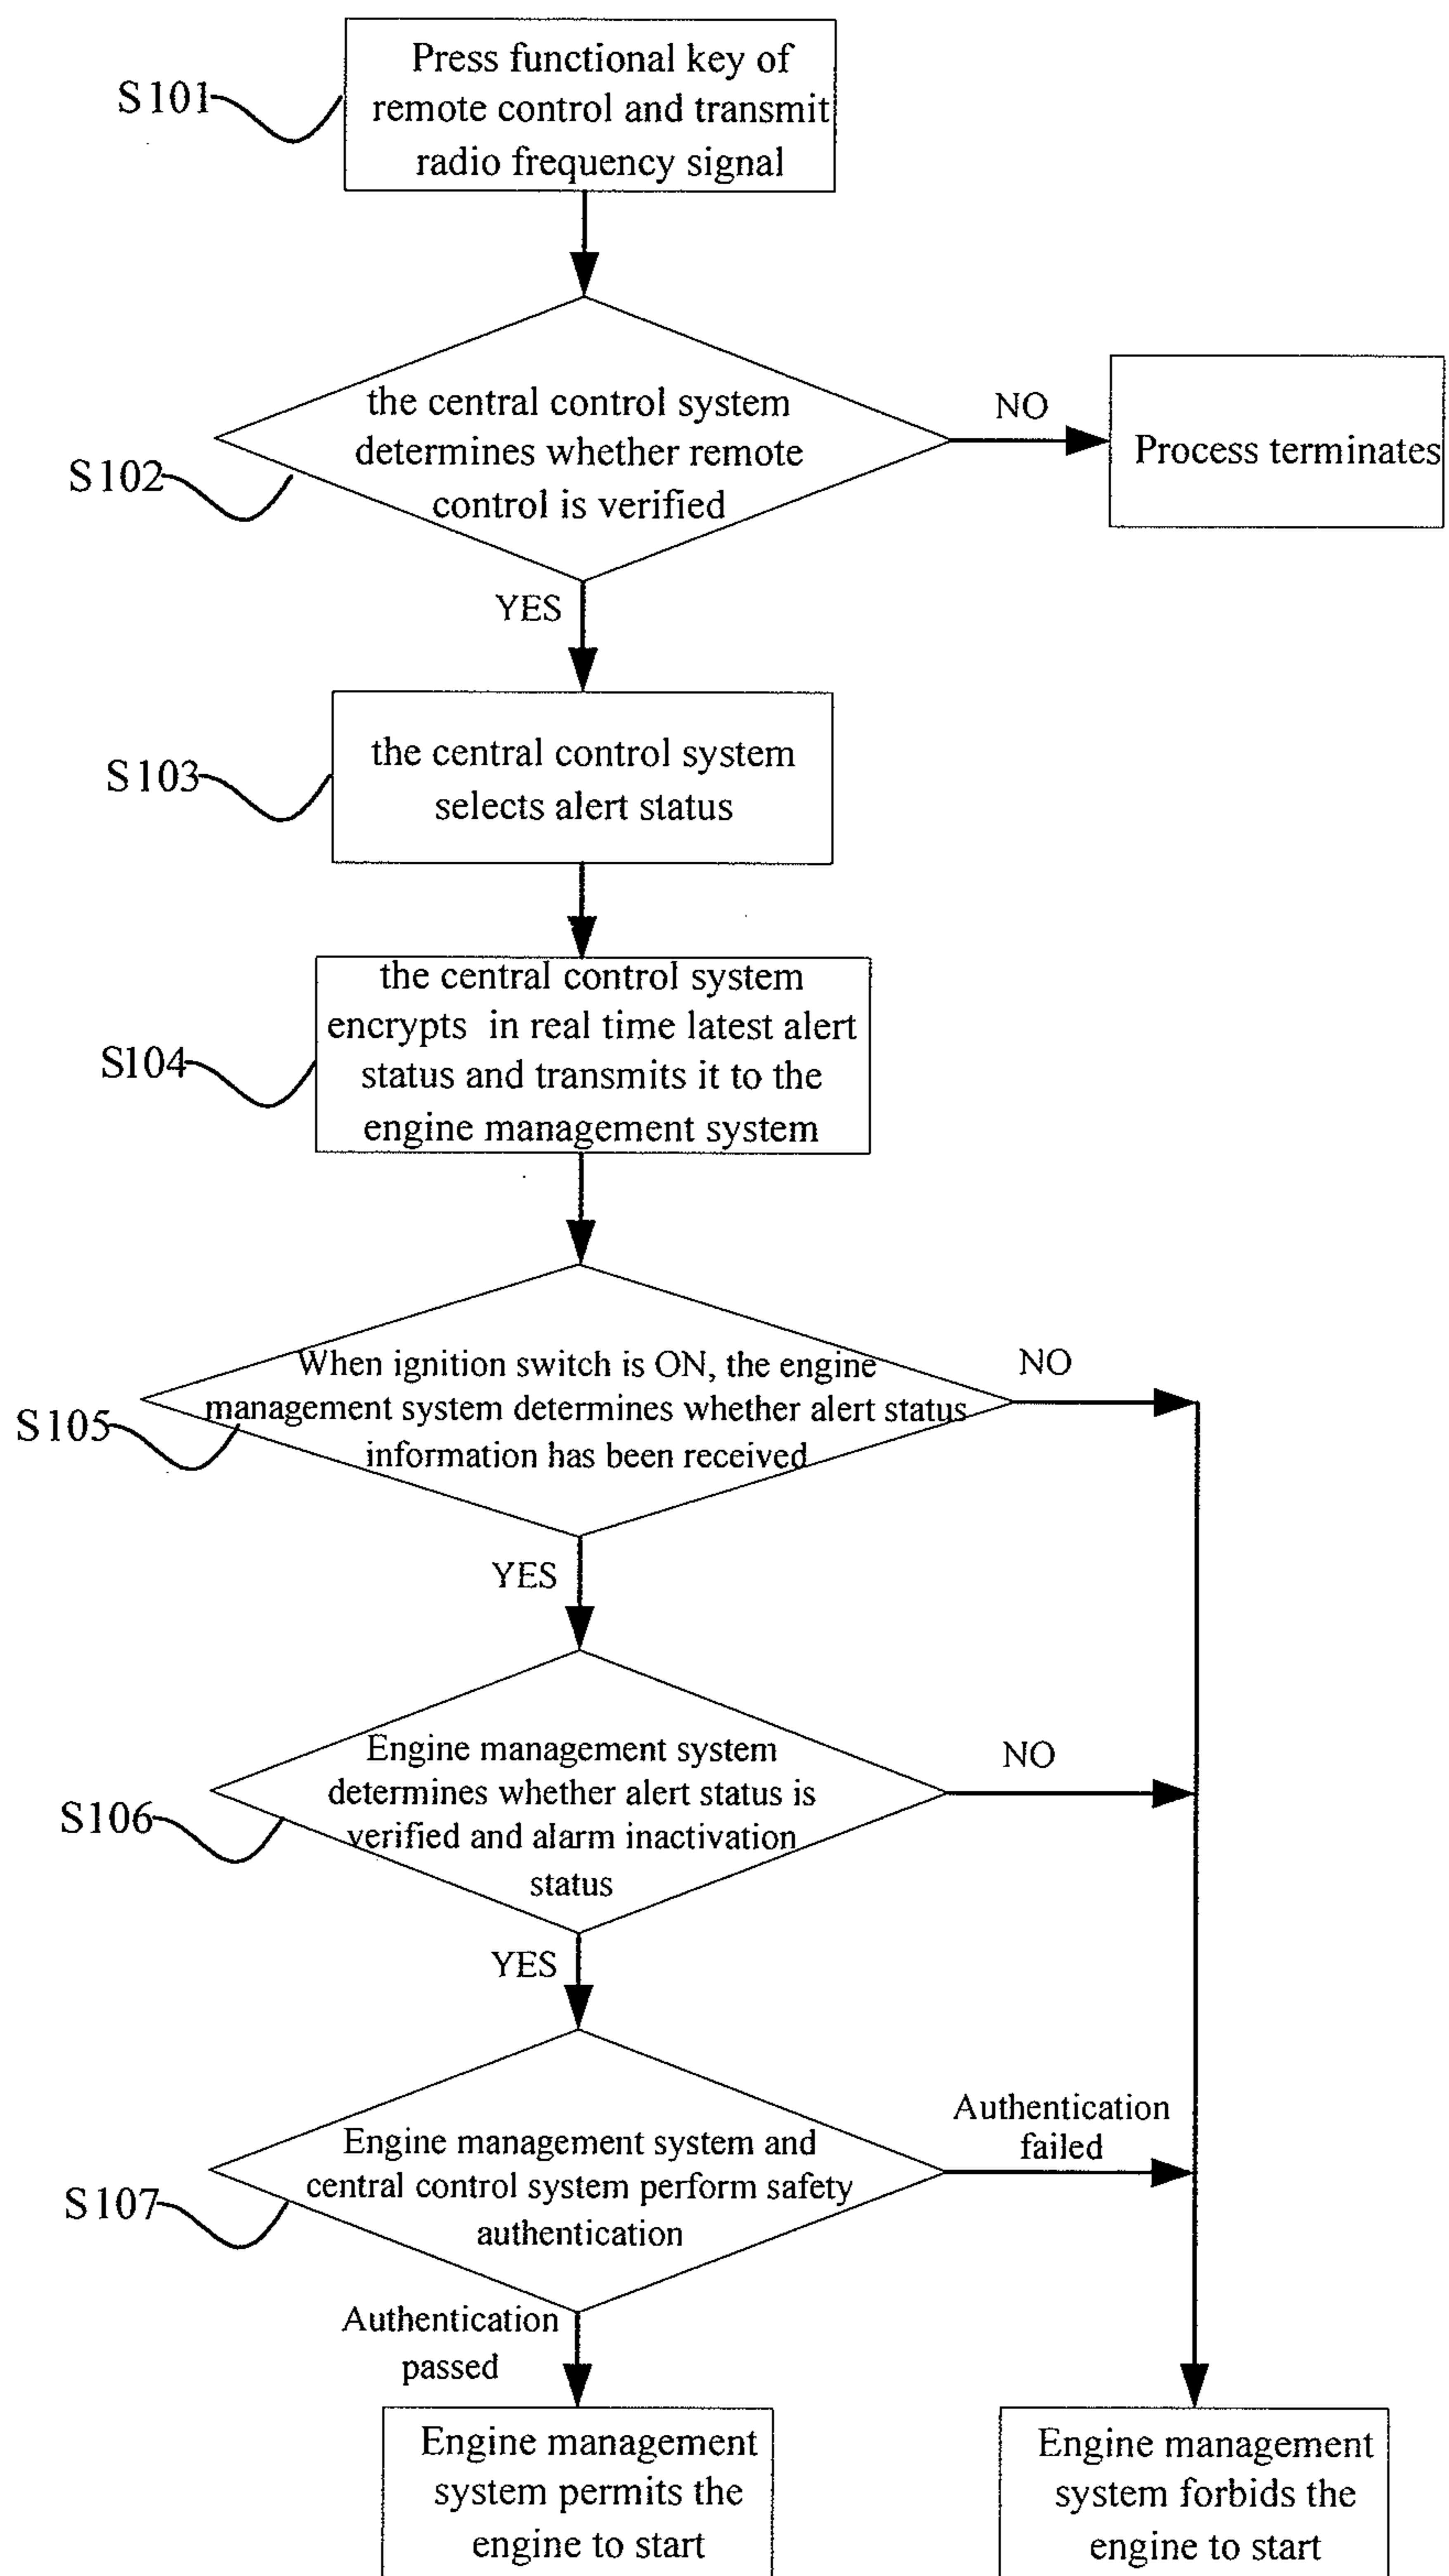 S101
Press functional key of
remote control and transmit
radio frequency signal
S102
the central control system
determines whether remote
control is verified
NO
Process terminates
YES
S103
the central control system
selects alert status
S104
the central control system
encrypts in real time latest alert
status and transmits it to the
engine management system
S105
When ignition switch is ON, the engine
management system determines whether alert status
information has been received
NO
YES
S106
Engine management system
determines whether alert status is
verified and alarm inactivation
status
NO
YES
S107
Engine management system and
central control system perform safety
authentication
Authentication
failed
Authentication
passed
Engine management
system permits the
engine to start
Engine management
system forbids the
engine to start